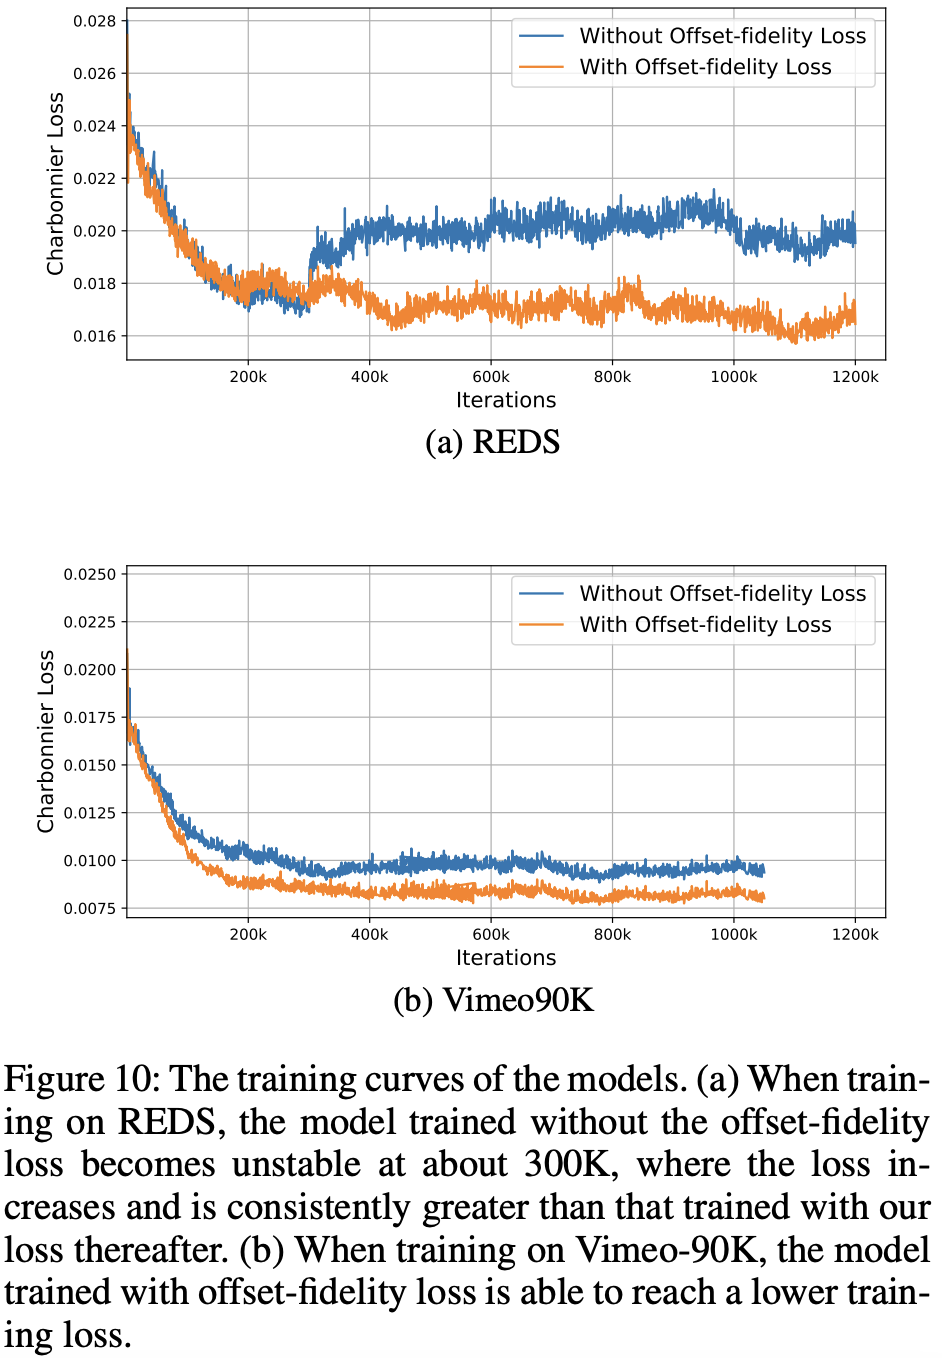 0.028
0.026
0.024
0.022
0.020
0.018
0.016
Charbonnier Loss
Without Offset-fidelity Loss
With Offset-fidelity Loss
200k 400k 600k 800k 1000k 1200k
Iterations
(a) REDS
0.0250
0.0225
0.0200
0.0175
0.0150
0.0125
0.0100
0.0075
Charbonnier Loss
Without Offset-fidelity Loss
With Offset-fidelity Loss
200k 400k 600k 800k 1000k 1200k
Iterations
(b) Vimeo90K
Figure 10: The training curves of the models. (a) When train-
ing on REDS, the model trained without the offset-fidelity
loss becomes unstable at about 300K, where the loss in-
creases and is consistently greater than that trained with our
loss thereafter. (b) When training on Vimeo-90K, the model
trained with offset-fidelity loss is able to reach a lower train-
ing loss.